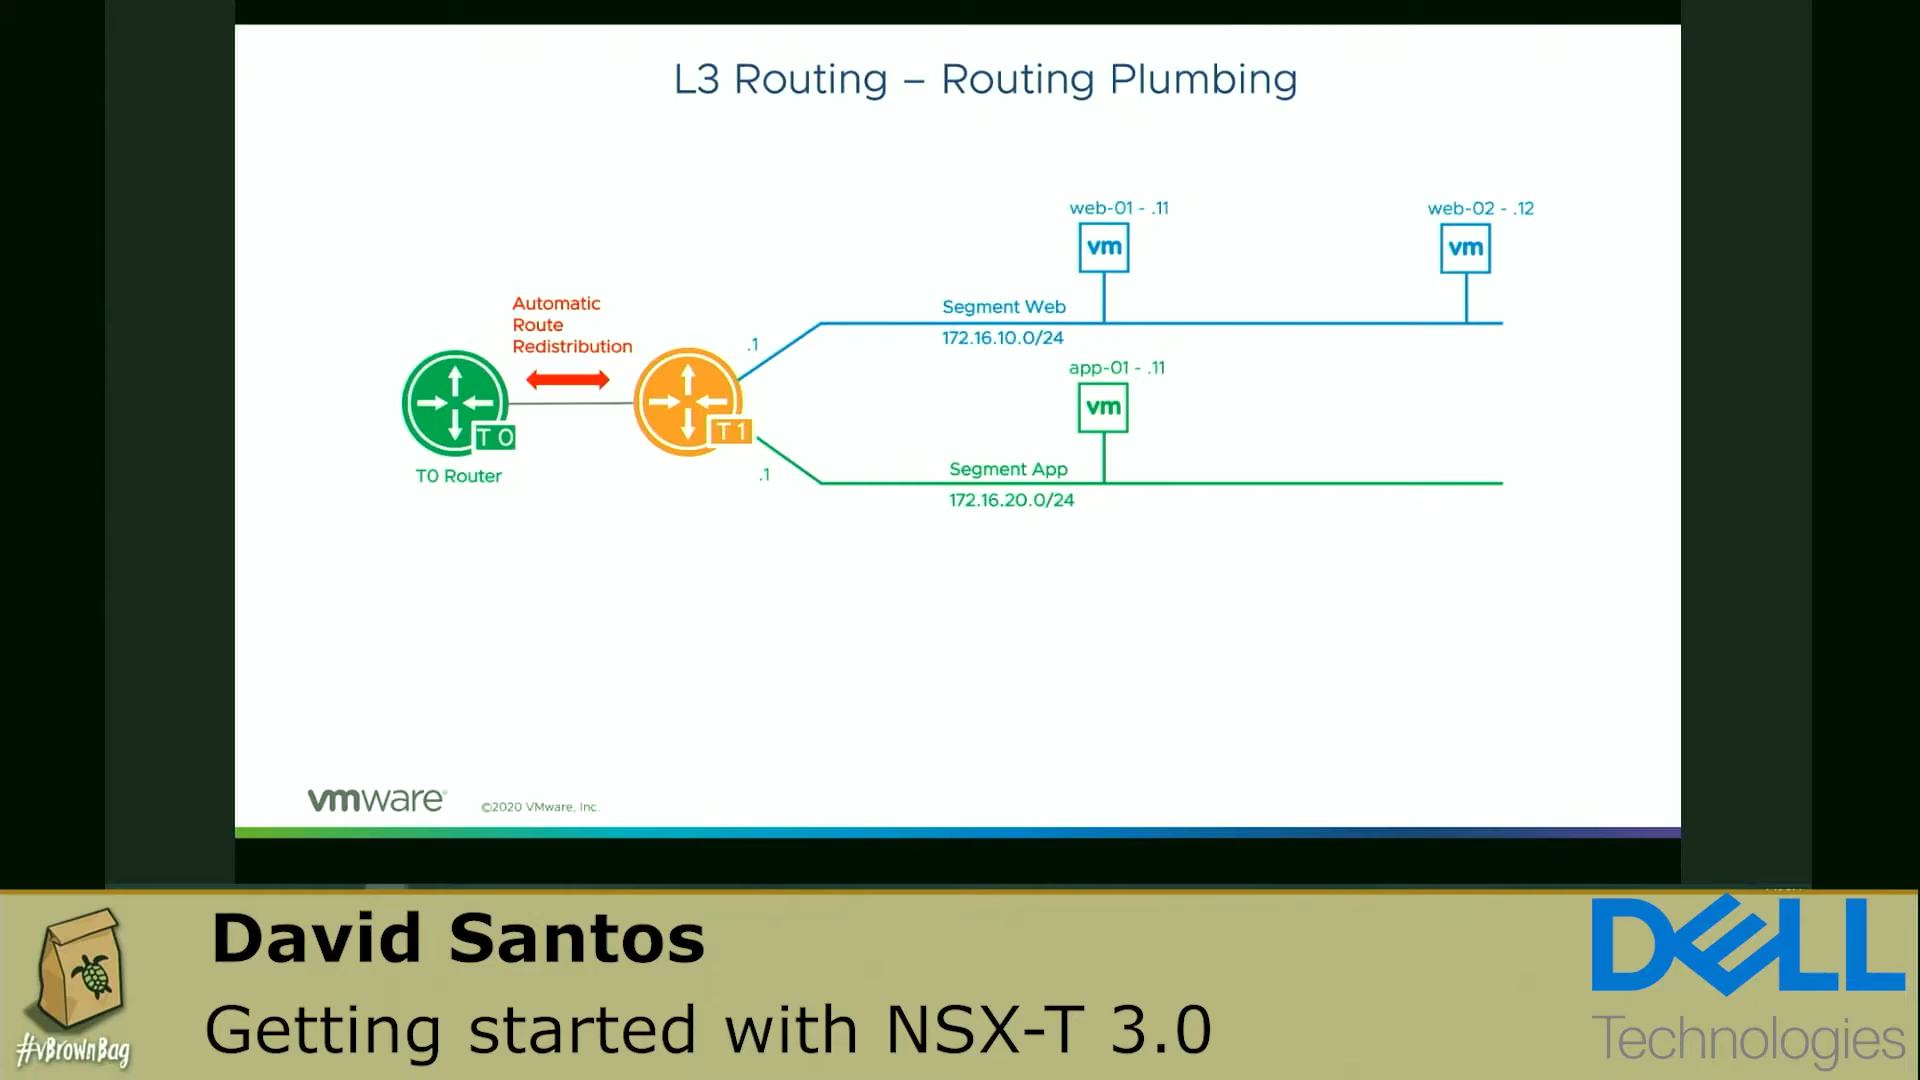 L3 Routing – Routing Plumbing
web-01 - .11
web-02 - .12
vm
vm
Automatic
Route
Redistribution
Segment Web
172.16.10.0/24
.1
app-01 - .11
vm
T 0
T 1
T0 Router
.1
Segment App
172.16.20.0/24
vmware®
©2020 VMware, Inc.
David Santos
Getting started with NSX-T 3.0
#vBrownBag
DELL
Technologies